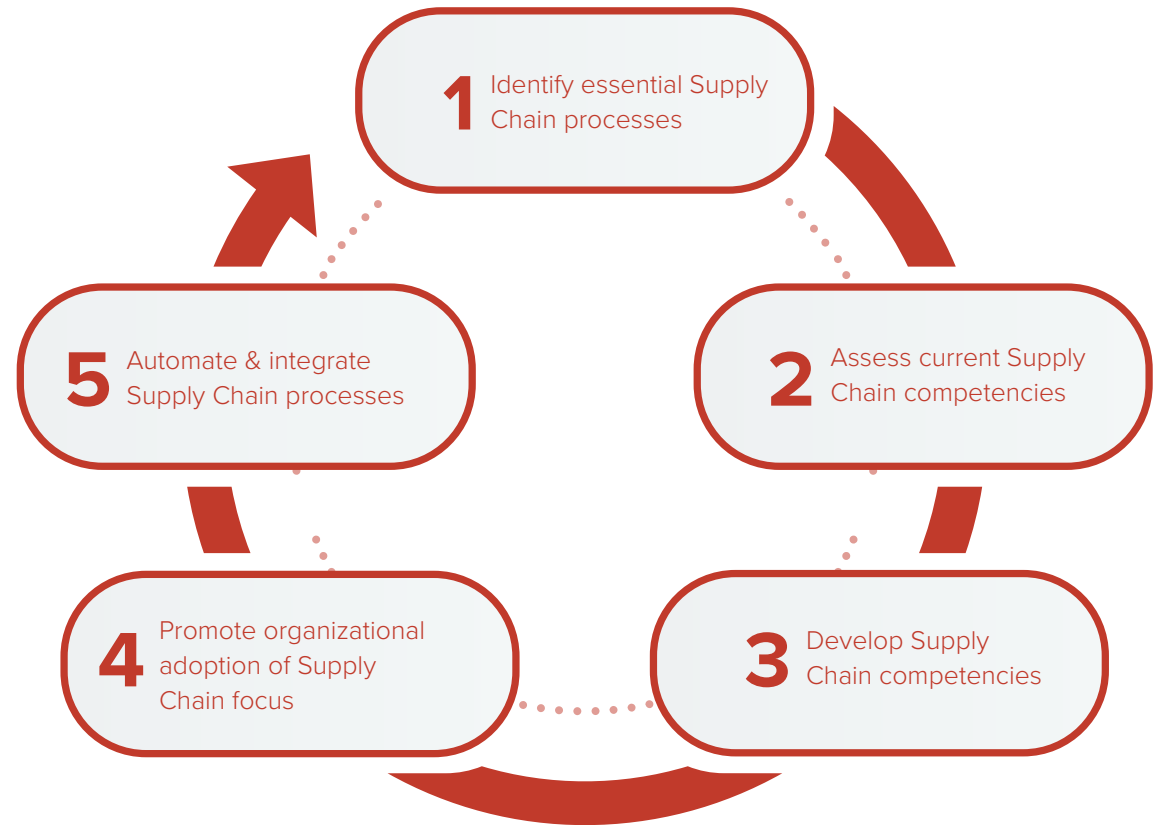 1
Identify essential Supply
Chain processes
2
Assess current Supply
Chain competencies
3
Develop Supply
Chain competencies
4
Promote organizational
adoption of Supply
Chain focus
5
Automate & integrate
Supply Chain processes